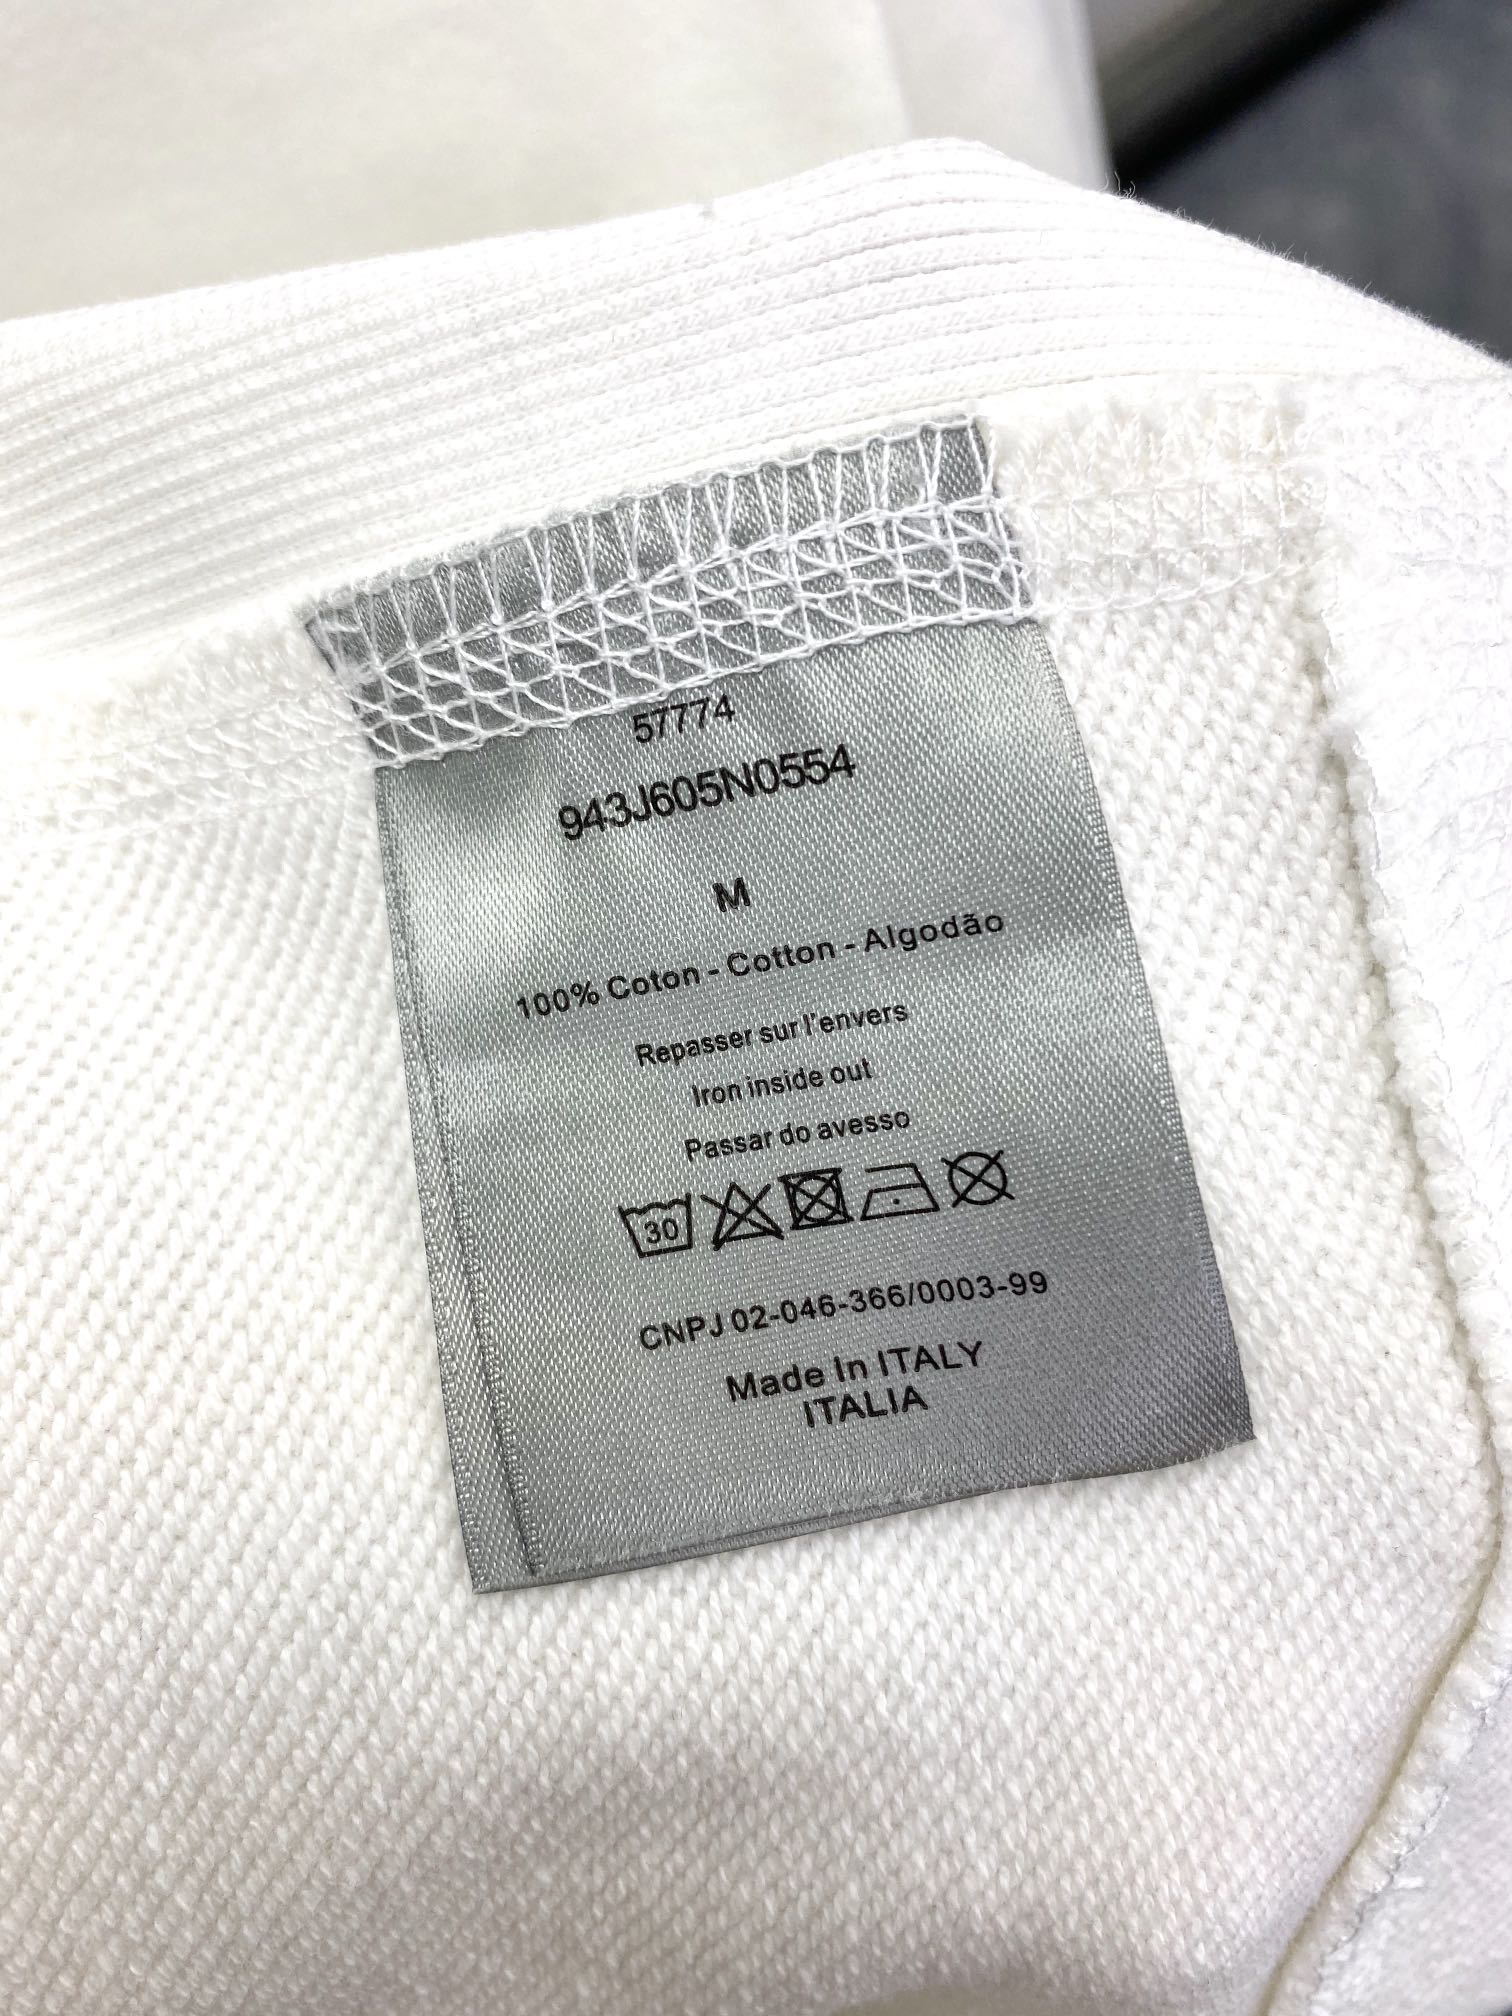 57774
943J605N0554
M
100% Coton - Cotton - Algodão
Repasser sur l'envers
Iron inside out
Passar do avesso
30
CNPJ 02-046-366/0003-99
Made In ITALY
ITALIA